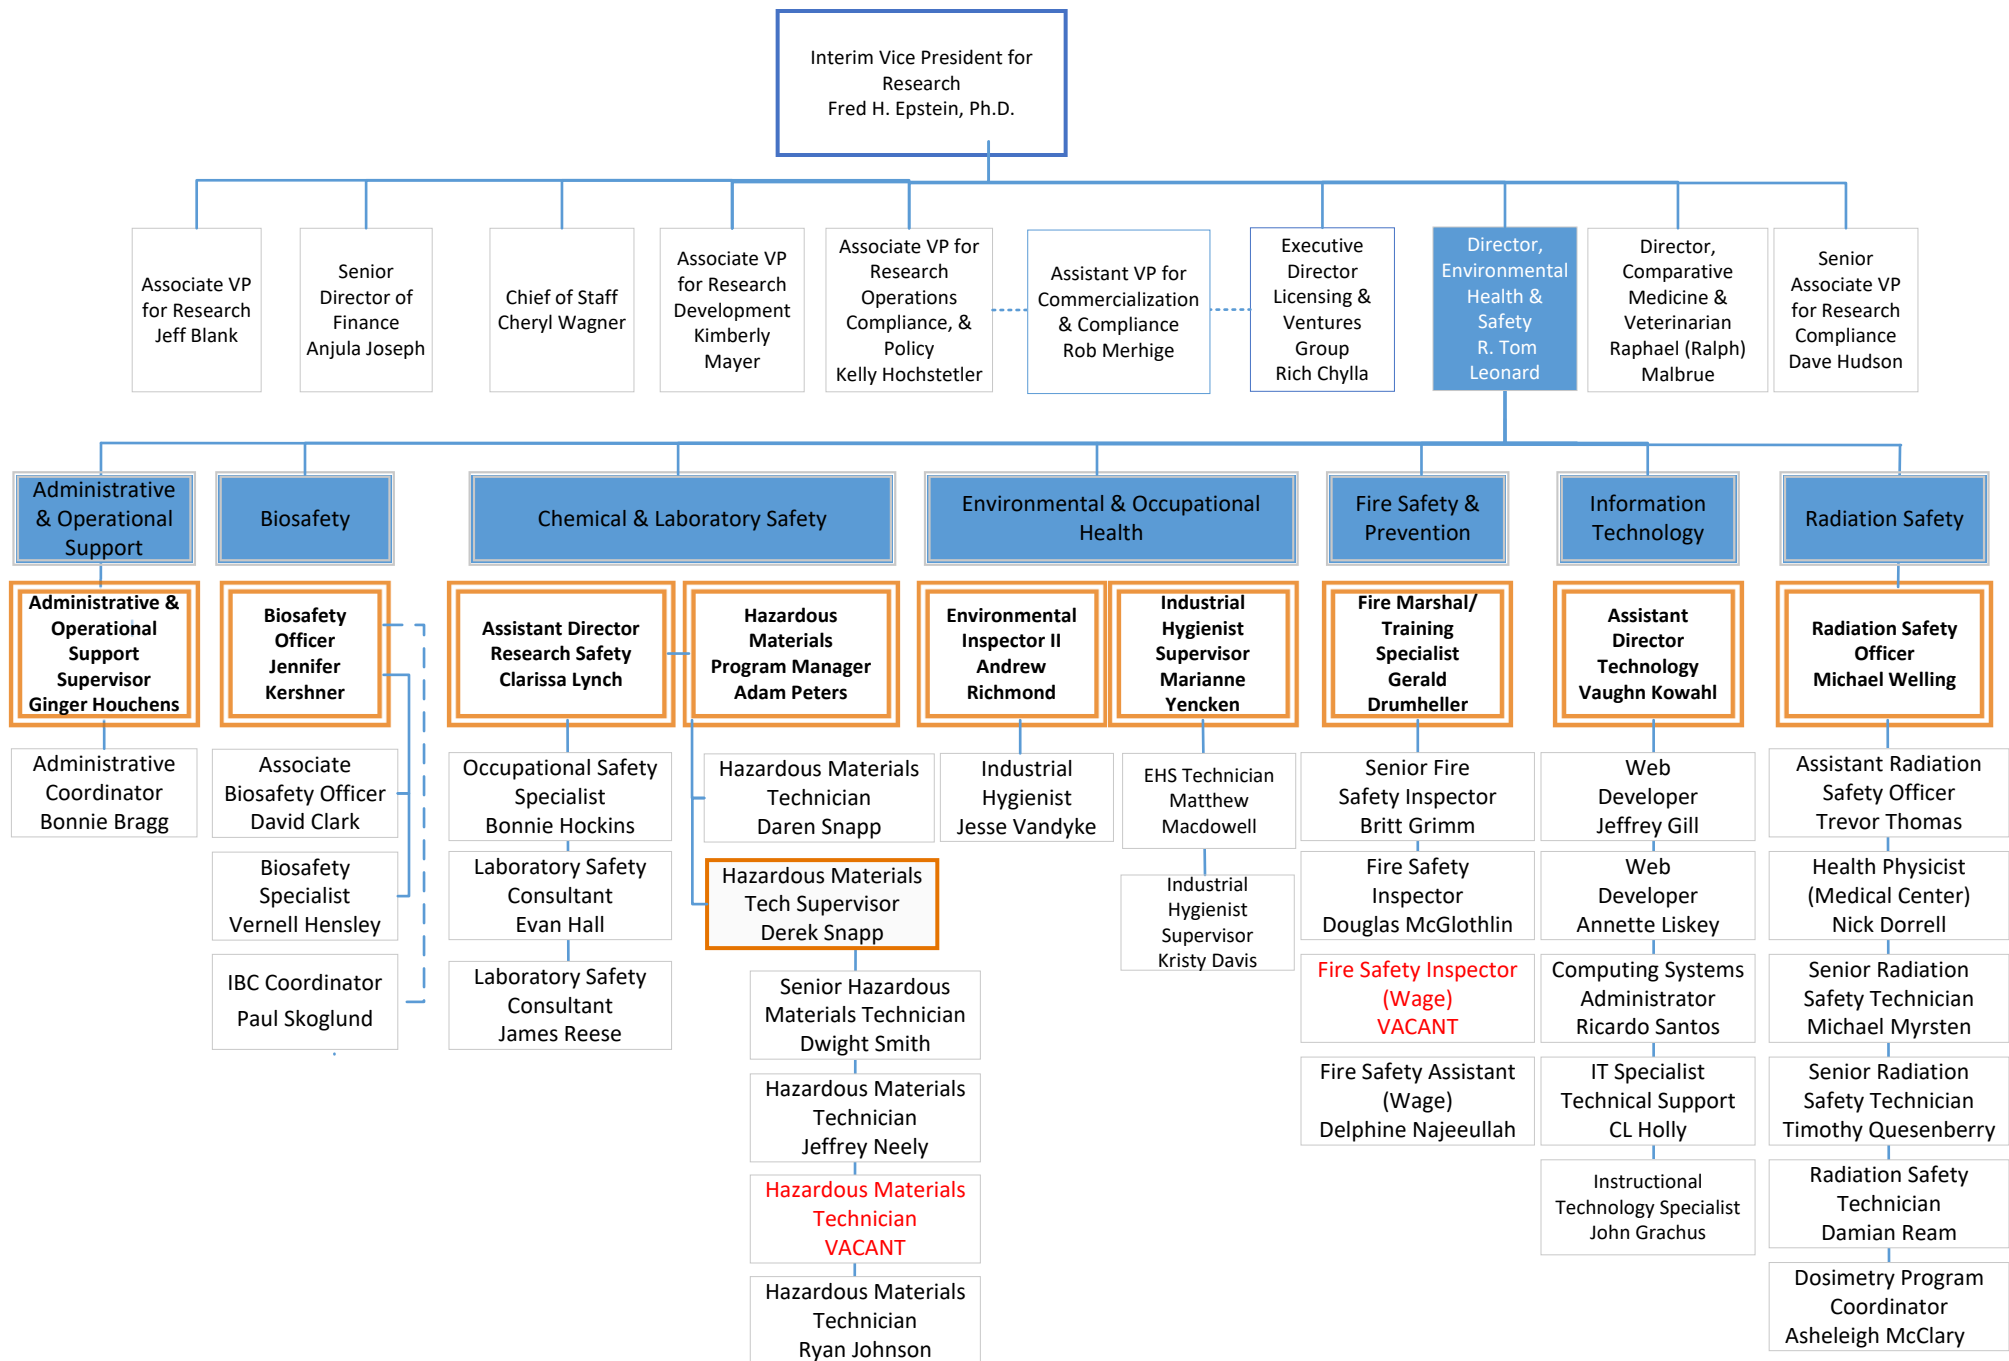 Interim Vice President for
Research
Fred H. Epstein, Ph.D.
Associate VP
for Research
Jeff Blank
Senior
Director of
Finance
Anjula Joseph
Chief of Staff
Cheryl Wagner
Associate VP
for Research
Development
Kimberly
Mayer
Associate VP for
Research
Operations
Compliance, &
Policy
Kelly Hochstetler
Assistant VP for
Commercialization
& Compliance
Rob Merhige
Executive
Director
Licensing &
Ventures
Group
Rich Chylla
Director,
Environmental
Health &
Safety
R. Tom
Leonard
Director,
Comparative
Medicine &
Veterinarian
Raphael (Ralph)
Malbrue
Senior
Associate VP
for Research
Compliance
Dave Hudson
Administrative
& Operational
Support
Biosafety
Chemical & Laboratory Safety
Environmental & Occupational
Health
Fire Safety &
Prevention
Information
Technology
Radiation Safety
Administrative &
Operational
Support
Supervisor
Ginger Houchens
Biosafety
Officer
Jennifer
Kershner
Assistant Director
Research Safety
Clarissa Lynch
Hazardous
Materials
Program Manager
Adam Peters
Environmental
Inspector II
Andrew
Richmond
Industrial
Hygienist
Supervisor
Marianne
Yencken
Fire Marshal/
Training
Specialist
Gerald
Drumheller
Assistant
Director
Technology
Vaughn Kowahl
Radiation Safety
Officer
Michael Welling
Administrative
Coordinator
Bonnie Bragg
Associate
Biosafety Officer
David Clark
Biosafety
Specialist
Vernell Hensley
IBC Coordinator
Paul Skoglund
Occupational Safety
Specialist
Bonnie Hockins
Laboratory Safety
Consultant
Evan Hall
Laboratory Safety
Consultant
James Reese
Hazardous Materials
Technician
Daren Snapp
Hazardous Materials
Tech Supervisor
Derek Snapp
Senior Hazardous
Materials Technician
Dwight Smith
Hazardous Materials
Technician
Jeffrey Neely
Hazardous Materials
Technician
VACANT
Hazardous Materials
Technician
Ryan Johnson
Industrial
Hygienist
Jesse Vandyke
EHS Technician
Matthew
Macdowell
Industrial
Hygienist
Supervisor
Kristy Davis
Senior Fire
Safety Inspector
Britt Grimm
Fire Safety
Inspector
Douglas McGlothlin
Fire Safety Inspector
(Wage)
VACANT
Fire Safety Assistant
(Wage)
Delphine Najeeullah
Web
Developer
Jeffrey Gill
Web
Developer
Annette Liskey
Computing Systems
Administrator
Ricardo Santos
IT Specialist
Technical Support
CL Holly
Instructional
Technology Specialist
John Grachus
Assistant Radiation
Safety Officer
Trevor Thomas
Health Physicist
(Medical Center)
Nick Dorrell
Senior Radiation
Safety Technician
Michael Myrsten
Senior Radiation
Safety Technician
Timothy Quesenberry
Radiation Safety
Technician
Damian Ream
Dosimetry Program
Coordinator
Asheleigh McClary